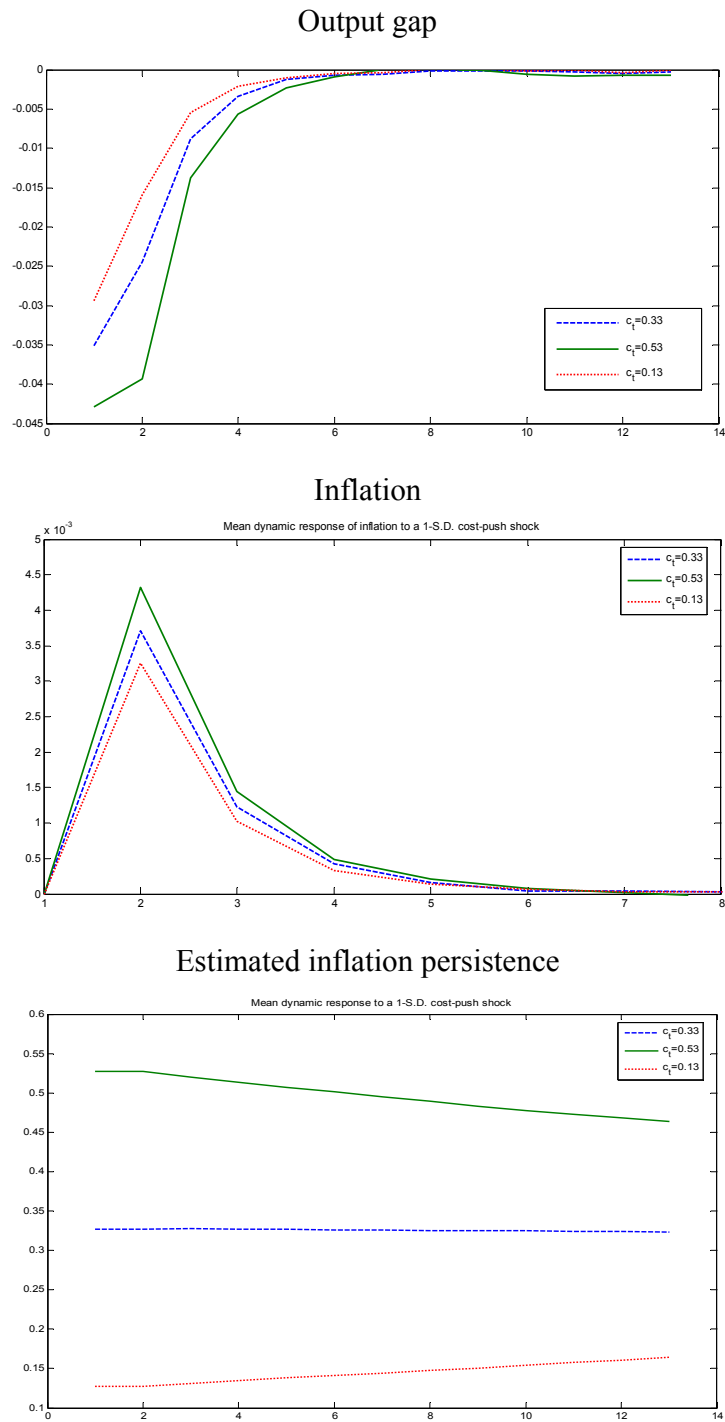 Output gap
0
-0.005
-0.01
-0.015
-0.02
-0.025
-0.03
-0.035
-0.04
-0.045
0 2 4 6 8 10 12 14
c_t=0.33
c_t=0.53
c_t=0.13
Inflation
Mean dynamic response of inflation to a 1-S.D. cost-push shock
x 10^-3
5
4.5
4
3.5
3
2.5
2
1.5
1
0.5
0
1 2 3 4 5 6 7 8
c_t=0.33
c_t=0.53
c_t=0.13
Estimated inflation persistence
Mean dynamic response to a 1-S.D. cost-push shock
0.6
0.55
0.5
0.45
0.4
0.35
0.3
0.25
0.2
0.15
0.1
0 2 4 6 8 10 12 14
c_t=0.33
c_t=0.53
c_t=0.13